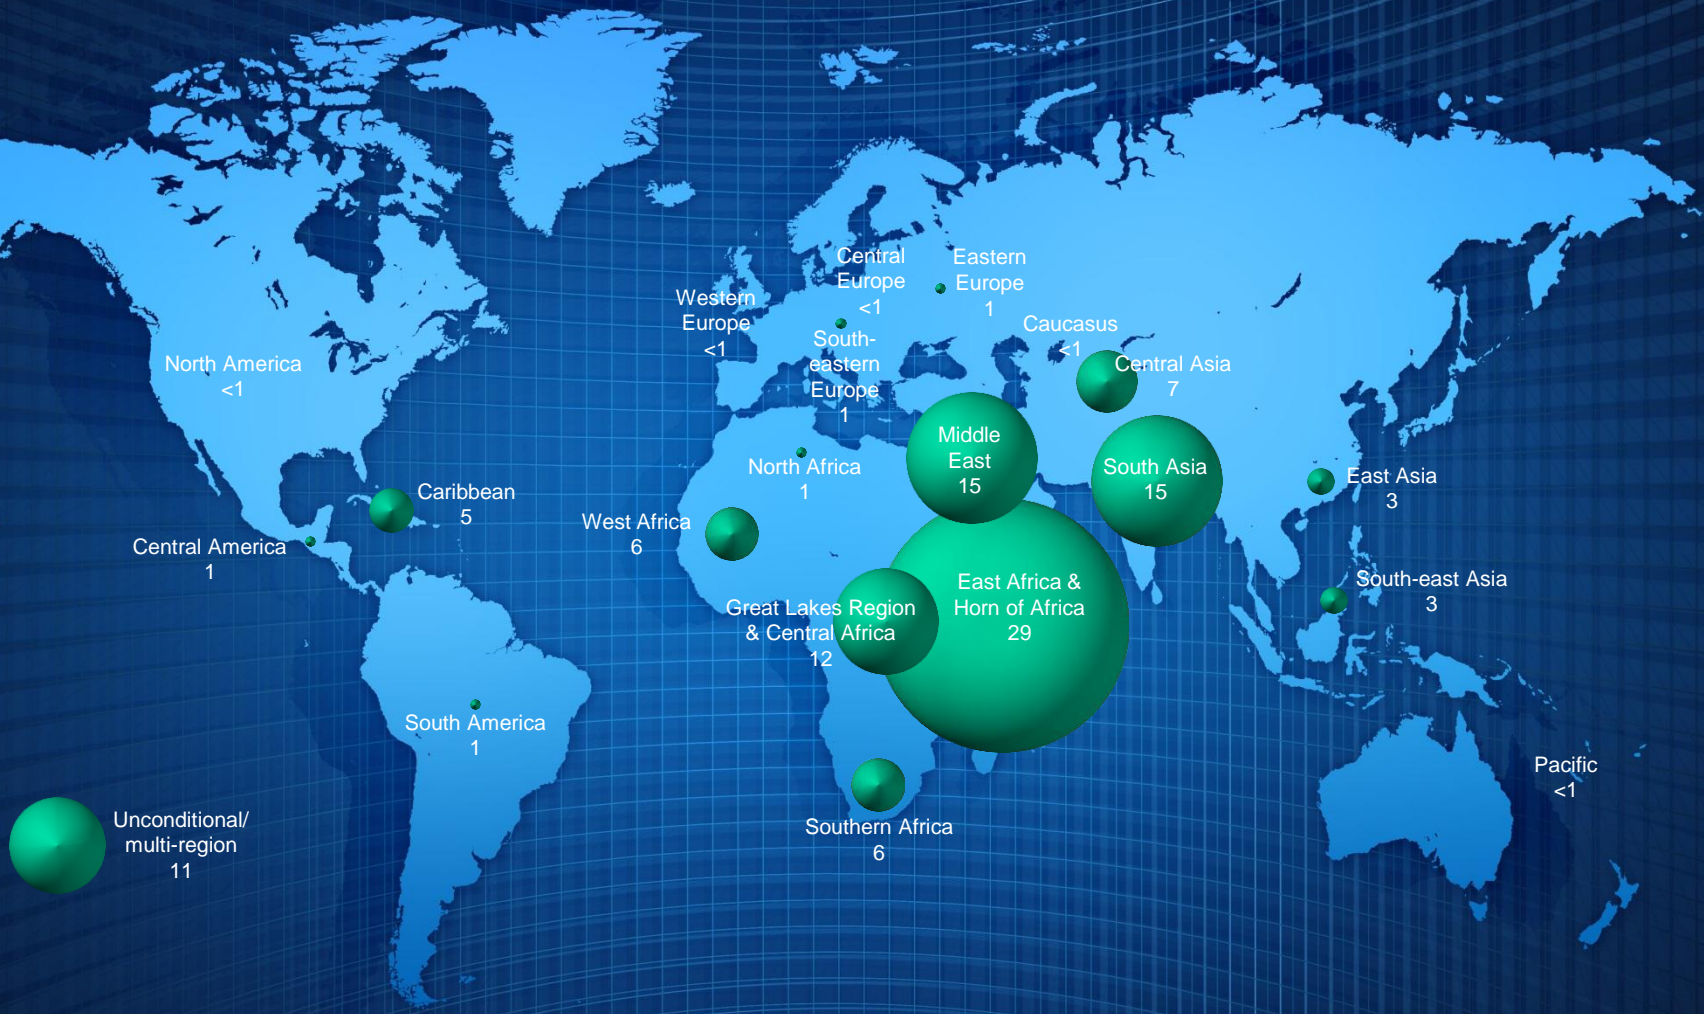 Central
Europe
<1
Eastern
Europe
1
Western
Europe
<1
Caucasus
<1
South-
eastern
Europe
1
North America
<1
Central Asia
7
Middle
East
15
North Africa
1
South Asia
15
East Asia
3
Caribbean
5
West Africa
6
Central America
1
East Africa &
Horn of Africa
29
South-east Asia
3
Great Lakes Region
& Central Africa
12
South America
1
Pacific
<1
Unconditional/
multi-region
11
Southern Africa
6